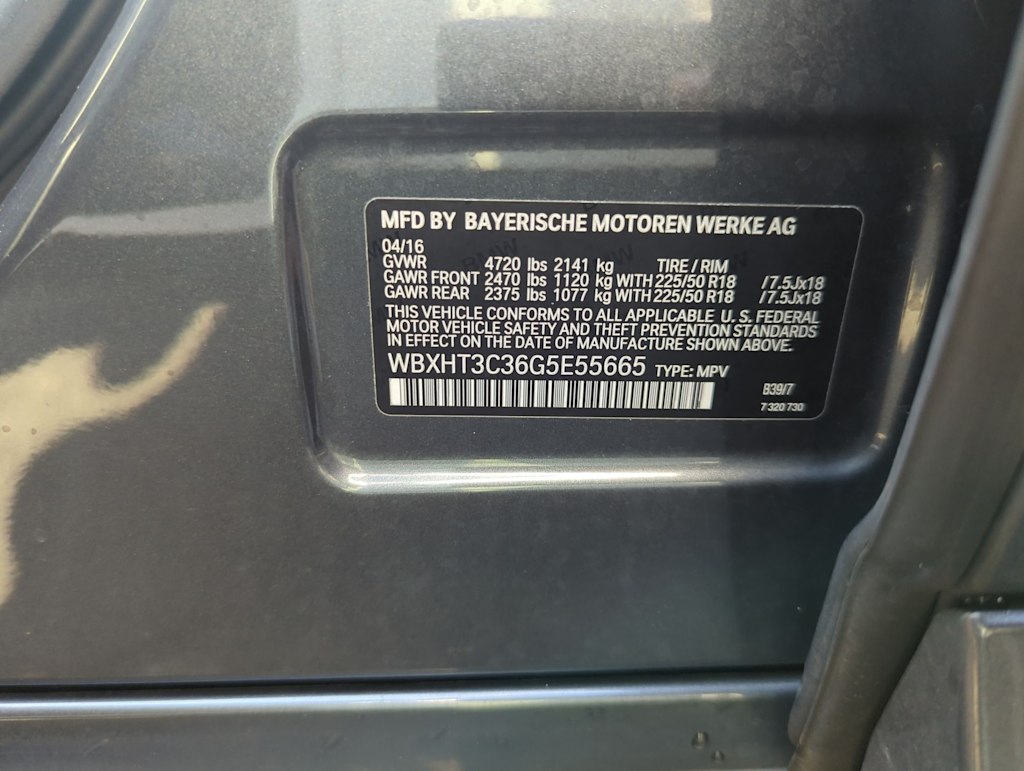 MFD BY BAYERISCHE MOTOREN WERKE AG
04/16
GVWR 4720 lbs 2141 kg TIRE / RIM
GAWR FRONT 2470 lbs 1120 kg WITH 225/50 R18 /7.5Jx18
GAWR REAR 2375 lbs 1077 kg WITH 225/50 R18 /7.5Jx18
THIS VEHICLE CONFORMS TO ALL APPLICABLE U. S. FEDERAL
MOTOR VEHICLE SAFETY AND THEFT PREVENTION STANDARDS
IN EFFECT ON THE DATE OF MANUFACTURE SHOWN ABOVE.
WBXHT3C36G5E55665 TYPE: MPV
B39/7
7 320 730